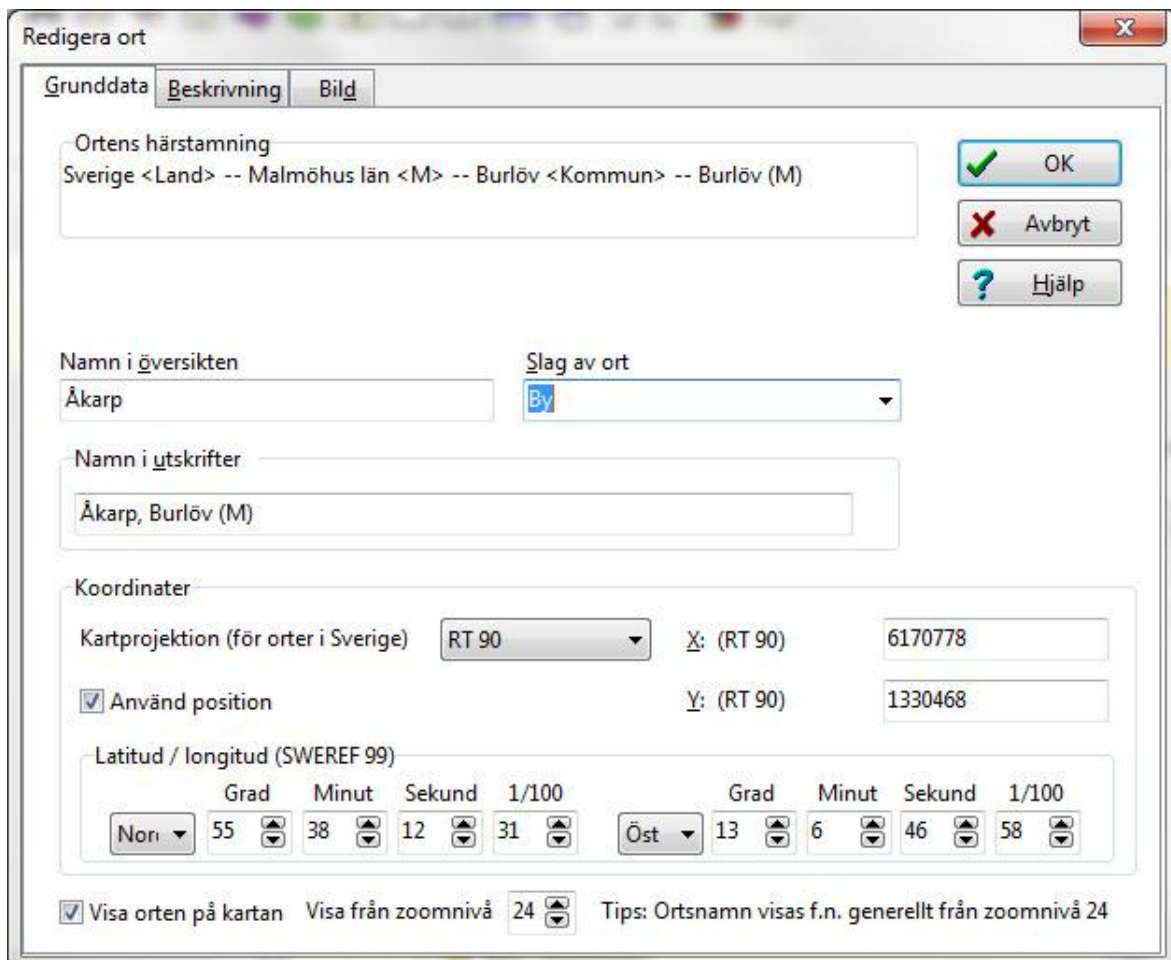 Redigera ort
Grunddata Beskrivning Bild
Ortens härstamning
Sverige <Land> -- Malmöhus län <M> -- Burlöv <Kommun> -- Burlöv (M)
OK
Avbryt
Hjälp
Namn i översikten Slag av ort
Åkarp By
Namn i utskrifter
Åkarp, Burlöv (M)
Koordinater
Kartprojektion (för orter i Sverige) RT 90 X: (RT 90) 6170778
Använd position Y: (RT 90) 1330468
Latitud / longitud (SWEREF 99)
Grad Minut Sekund 1/100 Grad Minut Sekund 1/100
55 38 12 31 Öst 13 6 46 58
Visa orten på kartan Visa från zoomnivå 24 Tips: Ortsnamn visas f.n. generellt från zoomnivå 24